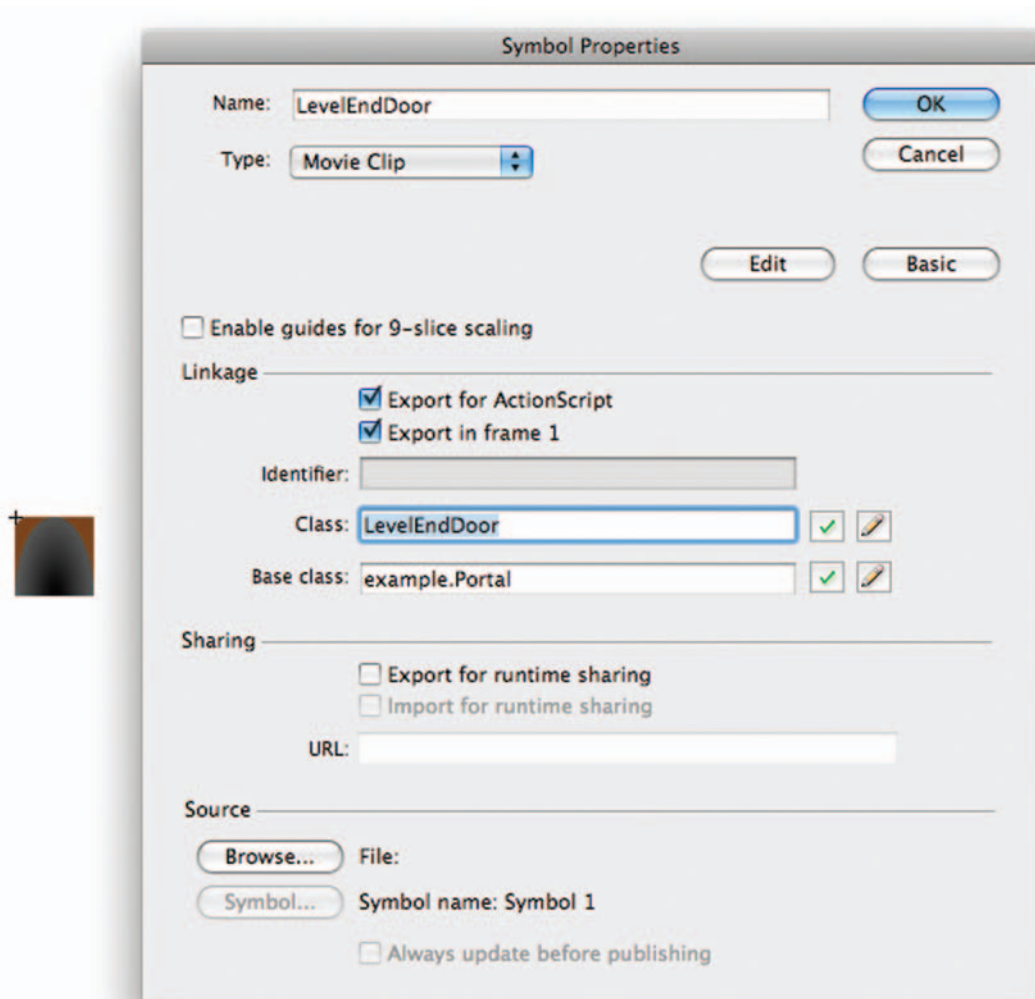 Symbol Properties
Name: LevelEndDoor
OK
Type: Movie Clip
Cancel
Edit
Basic
Enable guides for 9-slice scaling
Linkage
Export for ActionScript
Export in frame 1
Identifier:
Class: LevelEndDoor
Base class: example.Portal
Sharing
Export for runtime sharing
Import for runtime sharing
URL:
Source
Browse... File:
Symbol... Symbol name: Symbol 1
Always update before publishing